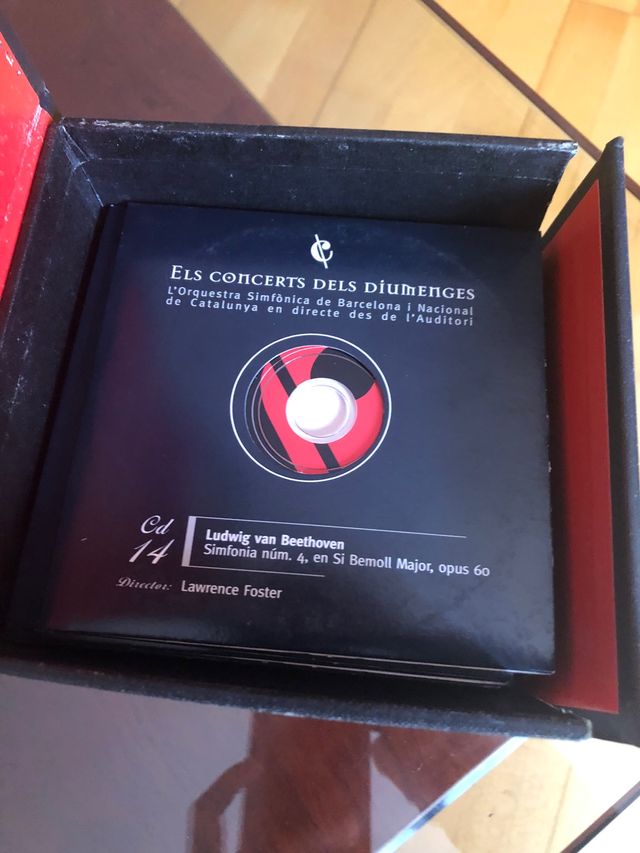 Els concerts dels diumenges
L'Orquestra Simfònica de Barcelona i Nacional
de Catalunya en directe des de l'Auditori
Cd
14
Ludwig van Beethoven
Simfonia núm. 4, en Si Bemoll Major, opus 60
Director: Lawrence Foster